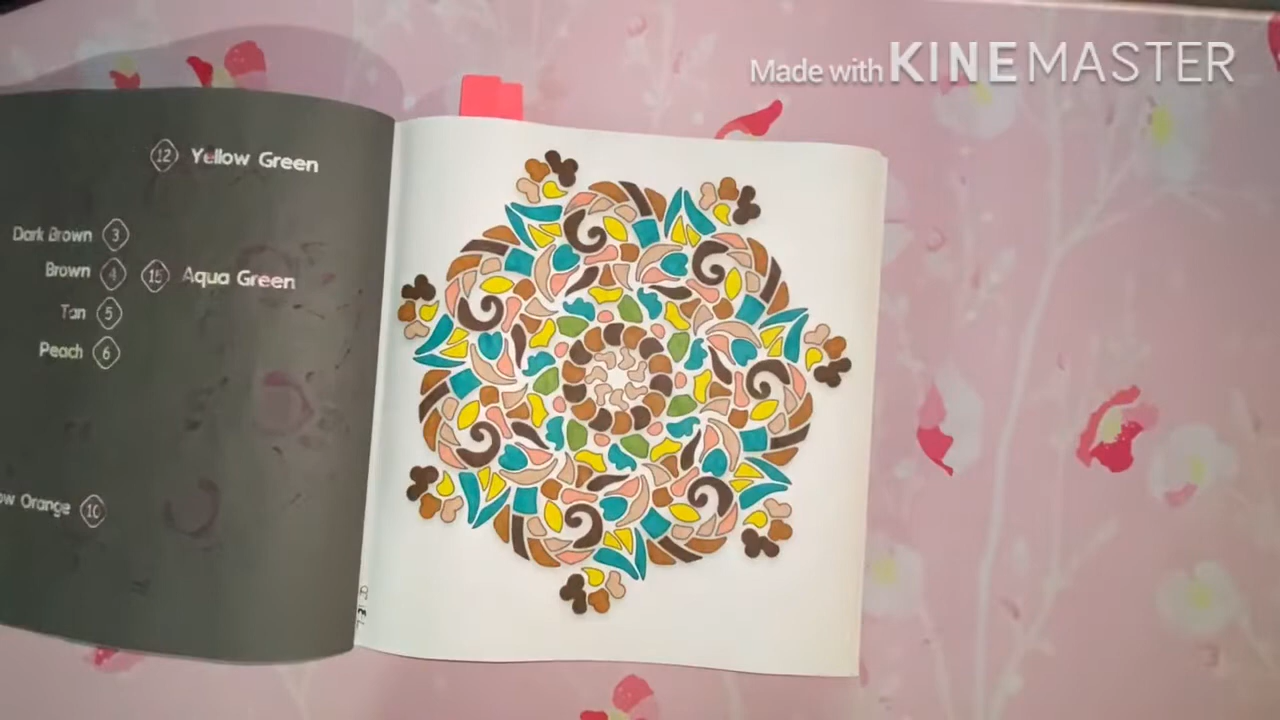 Made with KINEMASTER
12 Yellow Green
Dark Brown 3
Brown 4
15 Aqua Green
Tan 5
Peach 6
Orange 10